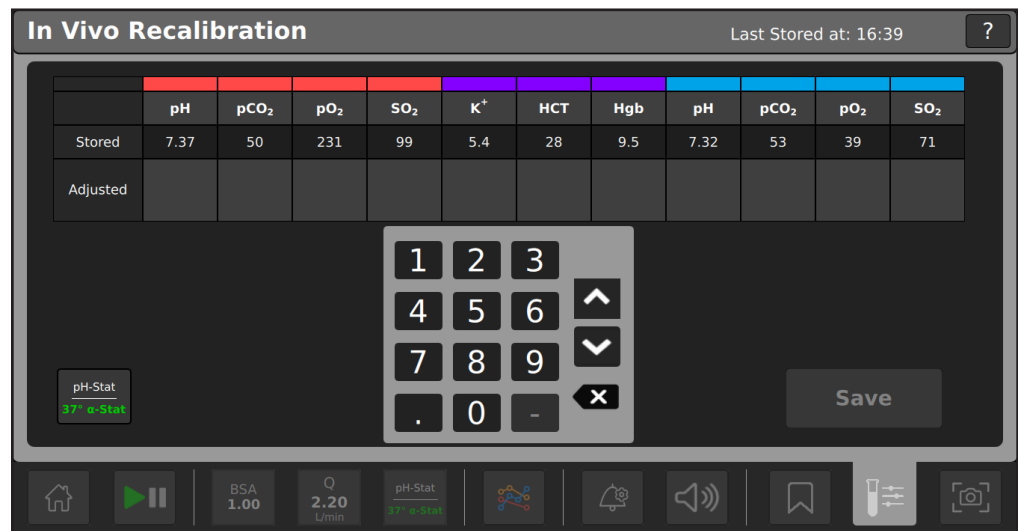 In Vivo Recalibration Last Stored at: 16:39 ?
pH pCO₂ pO₂ SO₂ K⁺ HCT Hgb pH pCO₂ pO₂ SO₂
Stored 7.37 50 231 99 5.4 28 9.5 7.32 53 39 71
Adjusted
1 2 3
4 5 6
7 8 9
. 0 -
pH-Stat
37° α-Stat
Save
BSA
1.00
Q
2.20
L/min
pH-Stat
37° α-Stat